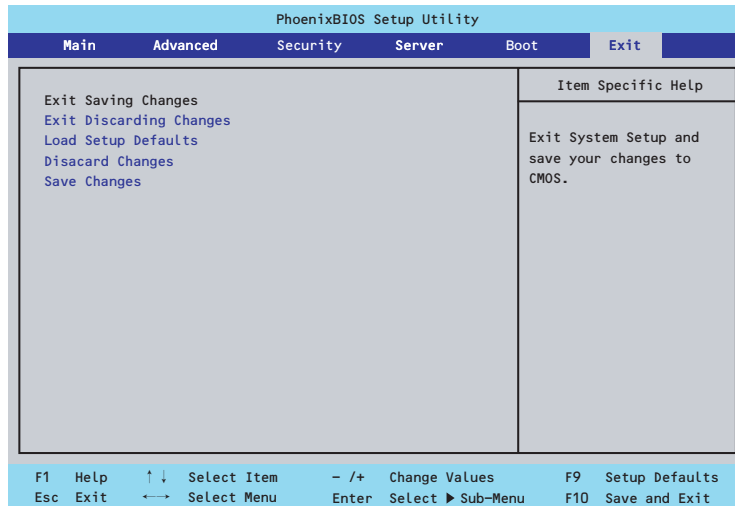 PhoenixBIOS Setup Utility
Main Advanced Security Server Boot Exit
Item Specific Help
Exit Saving Changes
Exit Discarding Changes
Load Setup Defaults
Disacard Changes
Save Changes
Exit System Setup and
save your changes to
CMOS.
F1 Help ↑↓ Select Item – /+ Change Values F9 Setup Defaults
Esc Exit ←→ Select Menu Enter Select ▶ Sub–Menu F10 Save and Exit